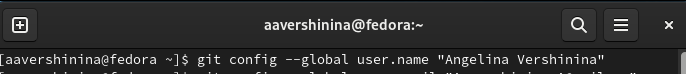 aavershinina@fedora:~
[aavershinina@fedora ~]$ git config --global user.name "Angelina Vershinina"